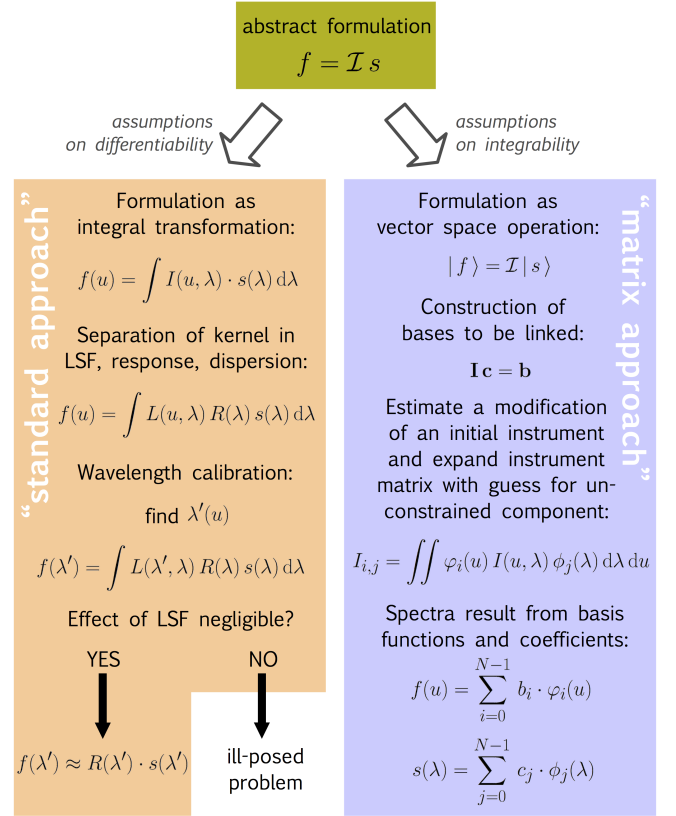 abstract formulation
f = 𝓘 s
assumptions
on differentiability
assumptions
on integrability
“standard approach”
Formulation as
integral transformation:
f(u) = ∫ I(u, λ) · s(λ) dλ
Separation of kernel in
LSF, response, dispersion:
f(u) = ∫ L(u, λ) R(λ) s(λ) dλ
Wavelength calibration:
find λ′(u)
f(λ′) = ∫ L(λ′, λ) R(λ) s(λ) dλ
Effect of LSF negligible?
YES
NO
f(λ′) ≈ R(λ′) · s(λ′)
ill-posed
problem
“matrix approach”
Formulation as
vector space operation:
| f ⟩ = 𝓘 | s ⟩
Construction of
bases to be linked:
I c = b
Estimate a modification
of an initial instrument
and expand instrument
matrix with guess for un-
constrained component:
I_{i,j} = ∬ φ_i(u) I(u, λ) ϕ_j(λ) dλ du
Spectra result from basis
functions and coefficients:
f(u) = ∑_{i=0}^{N−1} b_i · φ_i(u)
s(λ) = ∑_{j=0}^{N−1} c_j · ϕ_j(λ)